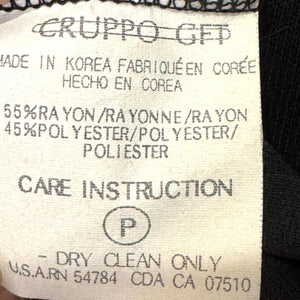 GRUPPO GFT
MADE IN KOREA FABRIQUÉ EN CORÉE
HECHO EN COREA
55%RAYON/RAYONNE/RAYON
45%POLYESTER/POLYESTER/
POLIESTER
CARE INSTRUCTION
P
- DRY CLEAN ONLY
U.S.A.RN 54784 CDA CA 07510